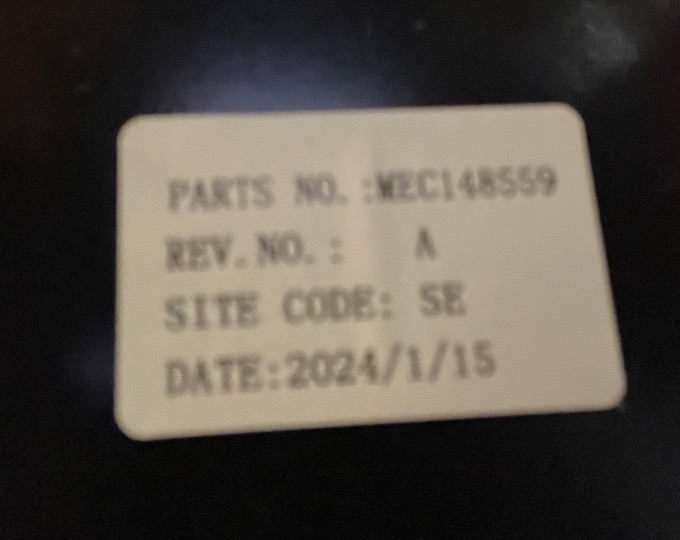 PARTS NO.:MEC148559
REV.NO.: A
SITE CODE: SE
DATE:2024/1/15